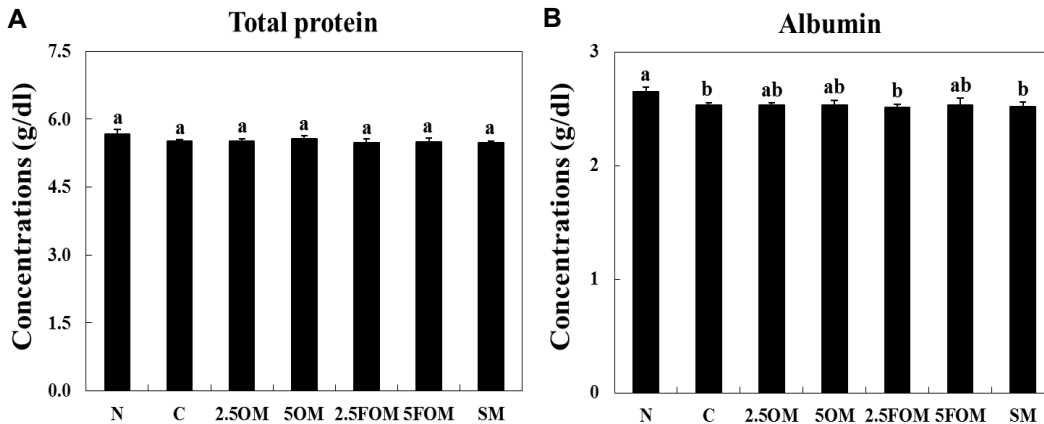 A
Total protein
Concentrations (g/dl)
7.5
6.0
4.5
3.0
1.5
0.0
a a a a a a a
N C 2.5OM 5OM 2.5FOM 5FOM SM
B
Albumin
Concentrations (g/dl)
3
2
1
0
a b ab ab b ab b
N C 2.5OM 5OM 2.5FOM 5FOM SM